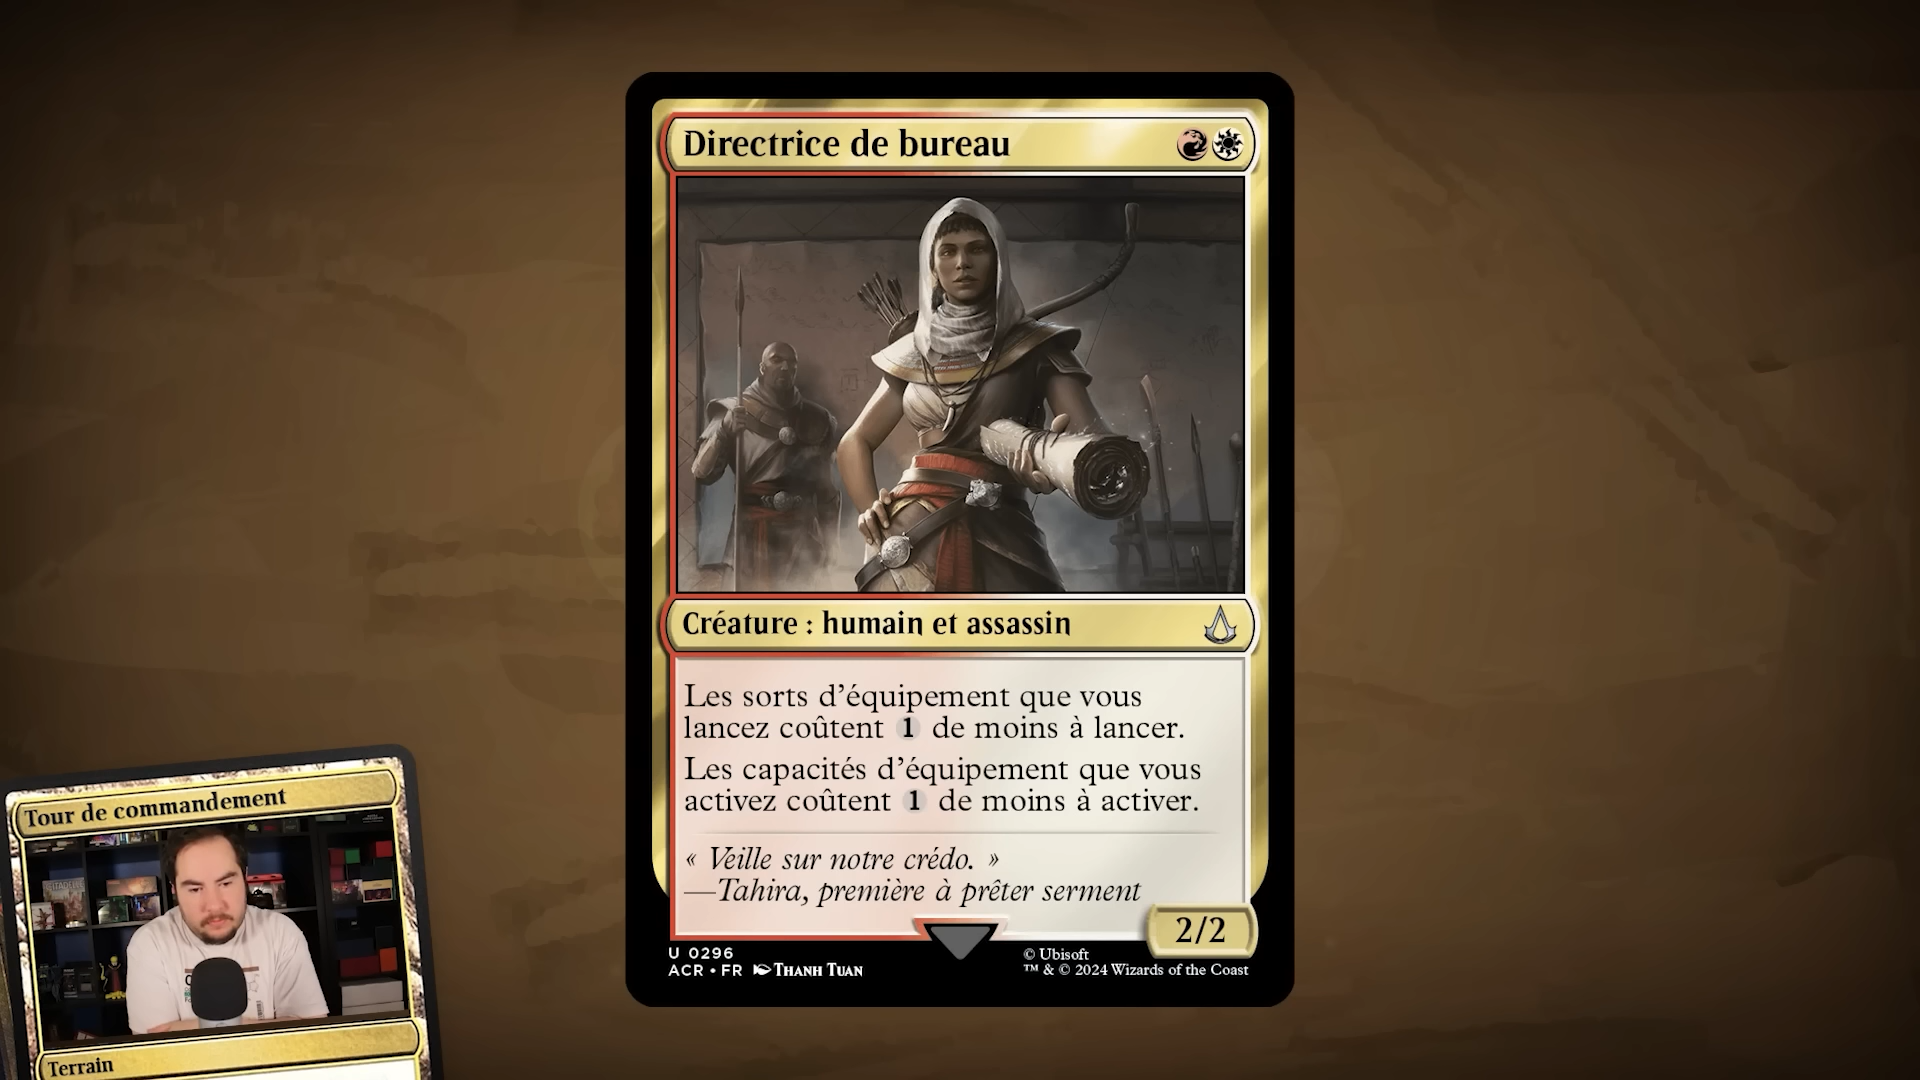 Directrice de bureau
Créature : humain et assassin
Les sorts d'équipement que vous
lancez coûtent 1 de moins à lancer.
Les capacités d'équipement que vous
activez coûtent 1 de moins à activer.
« Veille sur notre crédo. »
—Tahira, première à prêter serment
2/2
U 0296
ACR • FR Thanh Tuan
© Ubisoft
™ & © 2024 Wizards of the Coast
Tour de commandement
Terrain